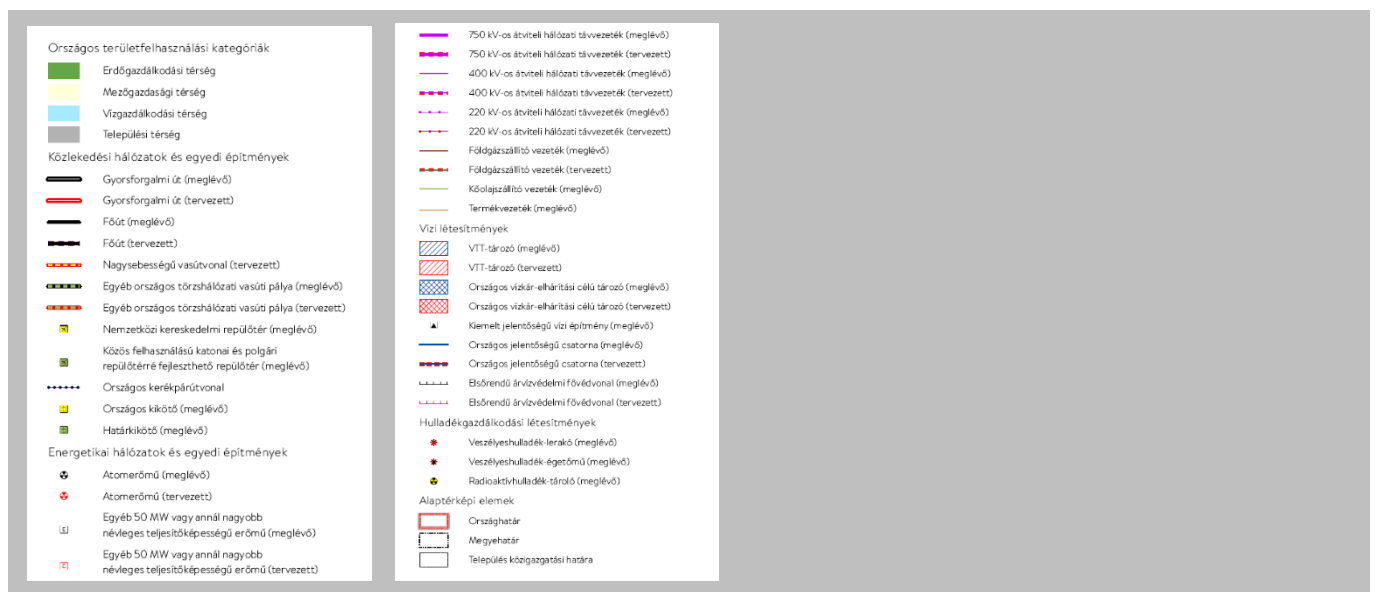 Országos területfelhasználási kategóriák
Erdőgazdálkodási térség
Mezőgazdasági térség
Vízgazdálkodási térség
Települési térség
Közlekedési hálózatok és egyedi építmények
Gyorsforgalmi út (meglévő)
Gyorsforgalmi út (tervezett)
Főút (meglévő)
Főút (tervezett)
Nagysebességű vasútvonal (tervezett)
Egyéb országos törzshálózati vasúti pálya (meglévő)
Egyéb országos törzshálózati vasúti pálya (tervezett)
Nemzetközi kereskedelmi repülőtér (meglévő)
Közös felhasználású katonai és polgári
repülőtérré fejleszthető repülőtér (meglévő)
Országos kerékpárútvonal
Országos kikötő (meglévő)
Határkikötő (meglévő)
Energetikai hálózatok és egyedi építmények
Atomerőmű (meglévő)
Atomerőmű (tervezett)
Egyéb 50 MW vagy annál nagyobb
névleges teljesítőképességű erőmű (meglévő)
Egyéb 50 MW vagy annál nagyobb
névleges teljesítőképességű erőmű (tervezett)
750 kV-os átviteli hálózati távvezeték (meglévő)
750 kV-os átviteli hálózati távvezeték (tervezett)
400 kV-os átviteli hálózati távvezeték (meglévő)
400 kV-os átviteli hálózati távvezeték (tervezett)
220 kV-os átviteli hálózati távvezeték (meglévő)
220 kV-os átviteli hálózati távvezeték (tervezett)
Földgázszállító vezeték (meglévő)
Földgázszállító vezeték (tervezett)
Kőolajszállító vezeték (meglévő)
Termékvezeték (meglévő)
Vízi létesítmények
VTT-tározó (meglévő)
VTT-tározó (tervezett)
Országos vízkár-elhárítási célú tározó (meglévő)
Országos vízkár-elhárítási célú tározó (tervezett)
Kiemelt jelentőségű vízi építmény (meglévő)
Országos jelentőségű csatorna (meglévő)
Országos jelentőségű csatorna (tervezett)
Elsőrendű árvízvédelmi fővédvonal (meglévő)
Elsőrendű árvízvédelmi fővédvonal (tervezett)
Hulladékgazdálkodási létesítmények
Veszélyeshulladék-lerakó (meglévő)
Veszélyeshulladék-égetőmű (meglévő)
Radioaktívhulladék-tároló (meglévő)
Alaptérképi elemek
Országhatár
Megyehatár
Település közigazgatási határa